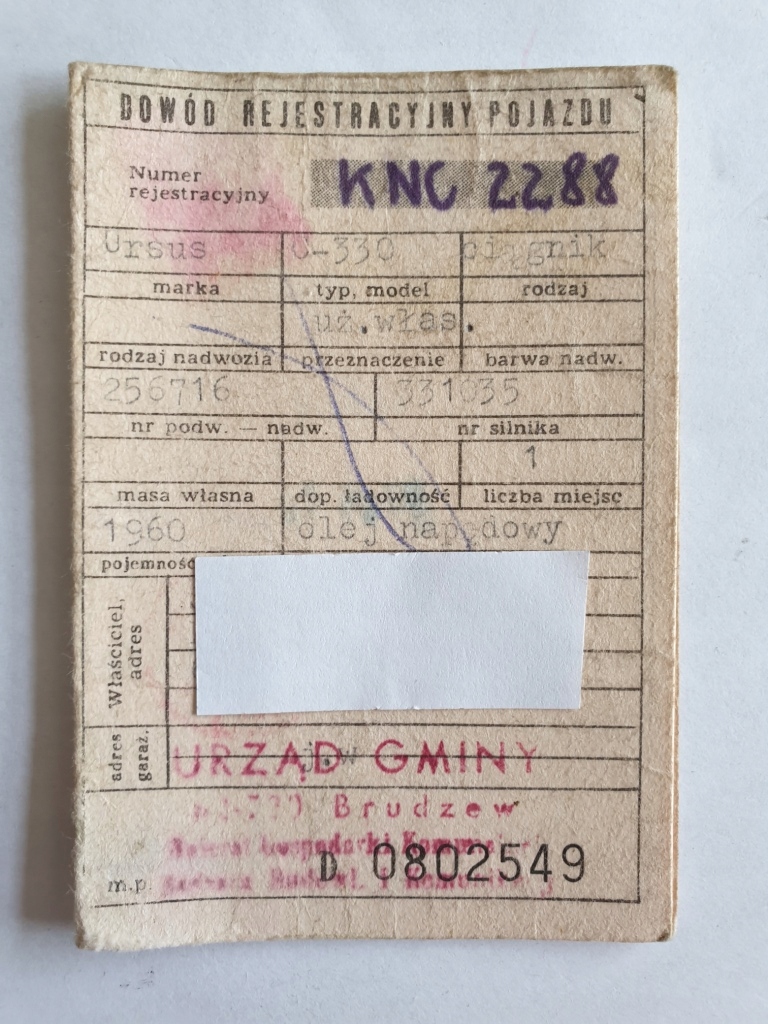 DOWÓD REJESTRACYJNY POJAZDU
Numer
rejestracyjny
KNC 2288
Ursus C-330 ciągnik
marka typ, model rodzaj
uż.włas.
rodzaj nadwozia przeznaczenie barwa nadw.
256716 331035
nr podw. — nadw. nr silnika
1
masa własna dop. ładowność liczba miejsc
1960 olej napędowy
pojemność
Właściciel,
adres
adres
garaż.
j.w
URZĄD GMINY
Brudzew
m.p.
D 0802549